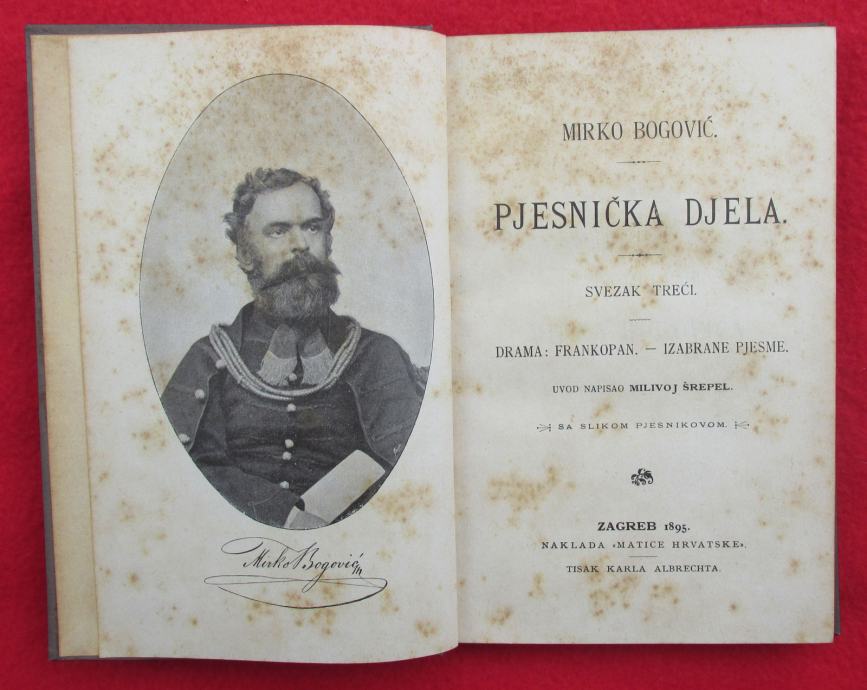 Mirko Bogović
MIRKO BOGOVIĆ.
PJESNIČKA DJELA.
SVEZAK TREĆI.
DRAMA: FRANKOPAN. — IZABRANE PJESME.
UVOD NAPISAO MILIVOJ ŠREPEL.
SA SLIKOM PJESNIKOVOM.
ZAGREB 1895.
NAKLADA «MATICE HRVATSKE».
TISAK KARLA ALBRECHTA.